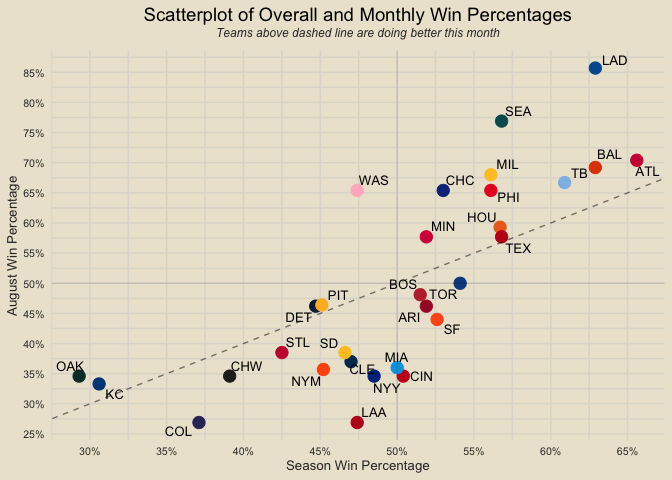 Scatterplot of Overall and Monthly Win Percentages
Teams above dashed line are doing better this month
August Win Percentage
85%
80%
75%
70%
65%
60%
55%
50%
45%
40%
35%
30%
25%
LAD
SEA
BAL
MIL
ATL
TB
WAS
CHC
PHI
HOU
MIN
TEX
BOS
TOR
PIT
DET
ARI
SF
STL
SD
MIA
OAK
CHW
CLE
CIN
NYM
NYY
KC
LAA
COL
30%
35%
40%
45%
50%
55%
60%
65%
Season Win Percentage